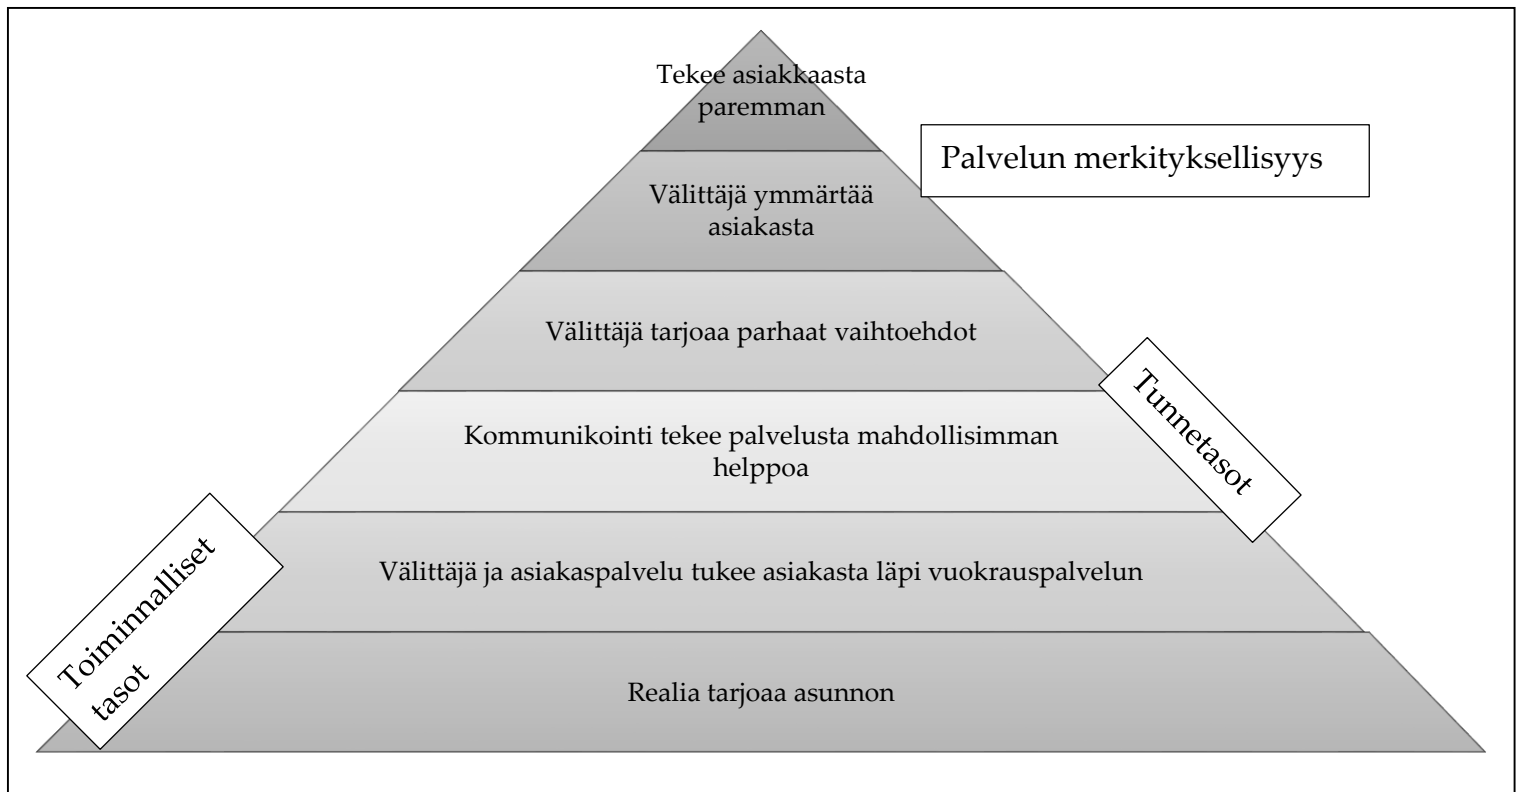 Tekee asiakkaasta
paremman
Palvelun merkityksellisyys
Välittäjä ymmärtää
asiakasta
Välittäjä tarjoaa parhaat vaihtoehdot
Tunnetasot
Kommunikointi tekee palvelusta mahdollisimman
helppoa
Välittäjä ja asiakaspalvelu tukee asiakasta läpi vuokrauspalvelun
Toiminnalliset
tasot
Realia tarjoaa asunnon